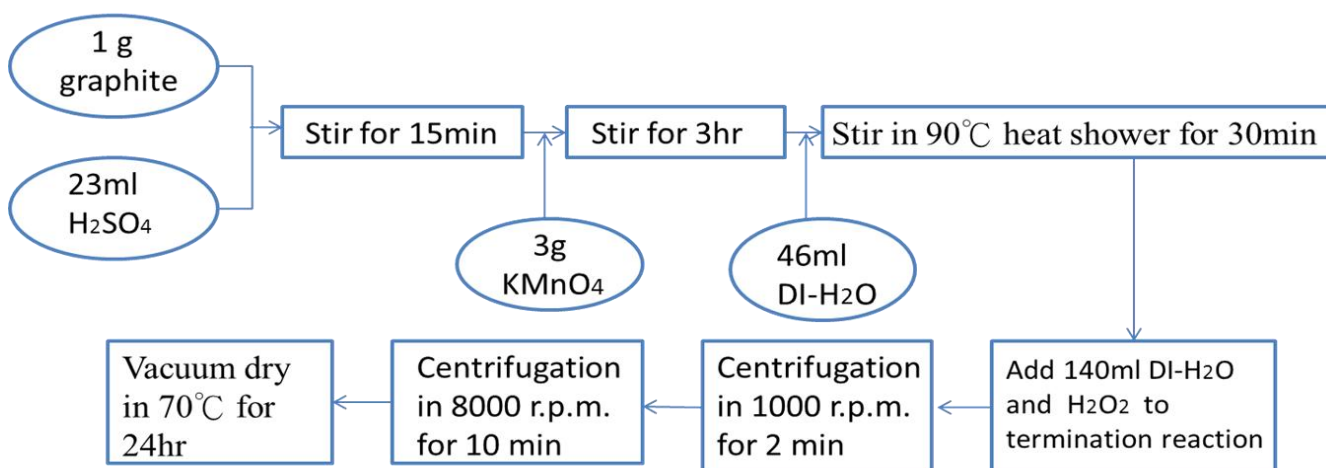 1 g
graphite
23ml
H₂SO₄
Stir for 15min
3g
KMnO₄
Stir for 3hr
46ml
DI-H₂O
Stir in 90℃ heat shower for 30min
Add 140ml DI-H₂O
and H₂O₂ to
termination reaction
Centrifugation
in 1000 r.p.m.
for 2 min
Centrifugation
in 8000 r.p.m.
for 10 min
Vacuum dry
in 70℃ for
24hr